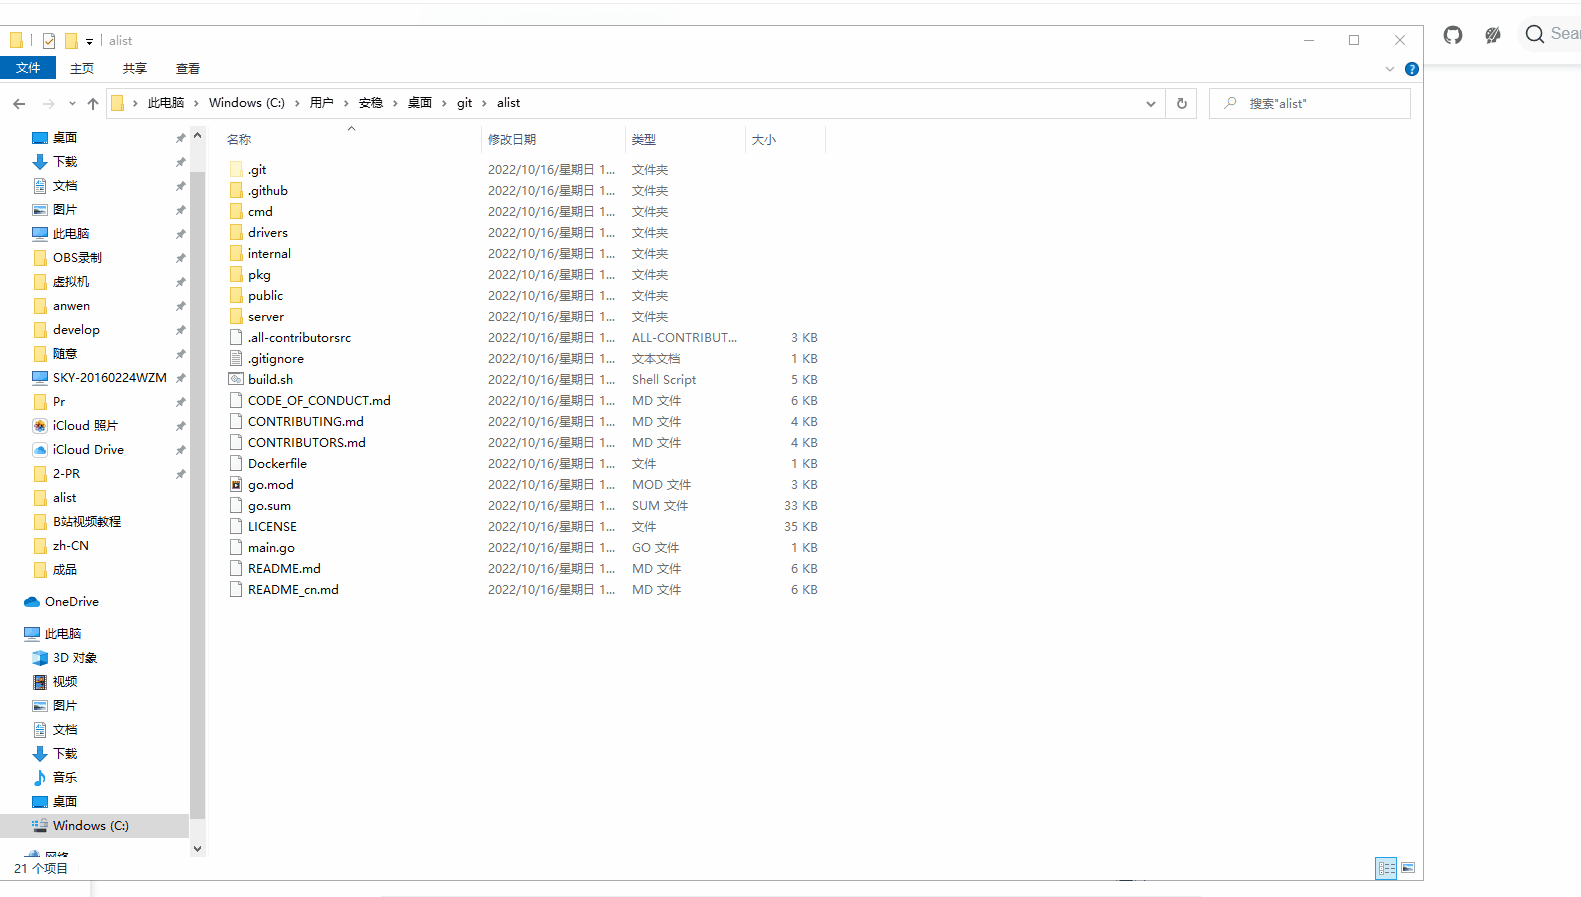 alist
文件 主页 共享 查看
此电脑 Windows (C:) 用户 安稳 桌面 git alist
搜索"alist"
Sear
桌面
下载
文档
图片
此电脑
OBS录制
虚拟机
anwen
develop
随意
SKY-20160224WZM
Pr
iCloud 照片
iCloud Drive
2-PR
alist
B站视频教程
zh-CN
成品
OneDrive
此电脑
3D 对象
视频
图片
文档
下载
音乐
桌面
Windows (C:)
网络
名称 修改日期 类型 大小
.git 2022/10/16/星期日 1... 文件夹
.github 2022/10/16/星期日 1... 文件夹
cmd 2022/10/16/星期日 1... 文件夹
drivers 2022/10/16/星期日 1... 文件夹
internal 2022/10/16/星期日 1... 文件夹
pkg 2022/10/16/星期日 1... 文件夹
public 2022/10/16/星期日 1... 文件夹
server 2022/10/16/星期日 1... 文件夹
.all-contributorsrc 2022/10/16/星期日 1... ALL-CONTRIBUT... 3 KB
.gitignore 2022/10/16/星期日 1... 文本文档 1 KB
build.sh 2022/10/16/星期日 1... Shell Script 5 KB
CODE_OF_CONDUCT.md 2022/10/16/星期日 1... MD 文件 6 KB
CONTRIBUTING.md 2022/10/16/星期日 1... MD 文件 4 KB
CONTRIBUTORS.md 2022/10/16/星期日 1... MD 文件 4 KB
Dockerfile 2022/10/16/星期日 1... 文件 1 KB
go.mod 2022/10/16/星期日 1... MOD 文件 3 KB
go.sum 2022/10/16/星期日 1... SUM 文件 33 KB
LICENSE 2022/10/16/星期日 1... 文件 35 KB
main.go 2022/10/16/星期日 1... GO 文件 1 KB
README.md 2022/10/16/星期日 1... MD 文件 6 KB
README_cn.md 2022/10/16/星期日 1... MD 文件 6 KB
21 个项目